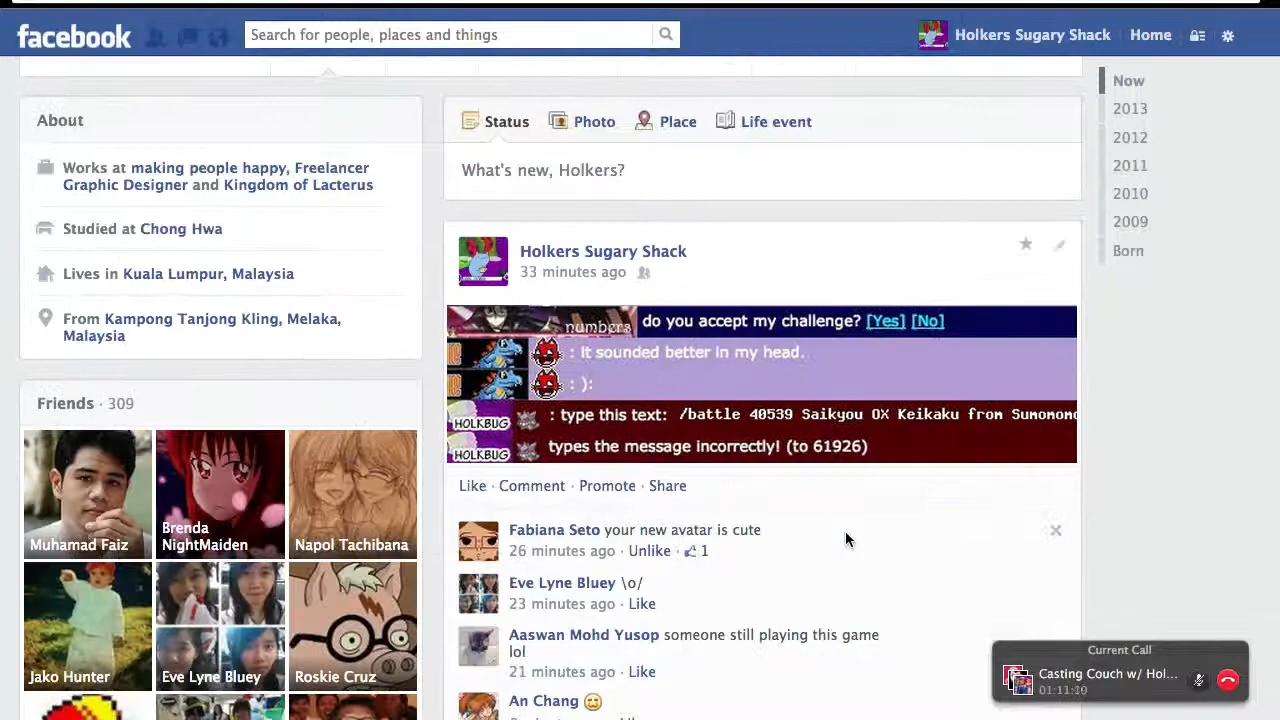 facebook
Search for people, places and things
Holkers Sugary Shack
Home
Now
2013
2012
2011
2010
2009
Born
About
Works at making people happy, Freelancer
Graphic Designer and Kingdom of Lacterus
Studied at Chong Hwa
Lives in Kuala Lumpur, Malaysia
From Kampong Tanjong Kling, Melaka,
Malaysia
Friends · 309
Muhamad Faiz
Brenda
NightMaiden
Napol Tachibana
Jako Hunter
Eve Lyne Bluey
Roskie Cruz
Status
Photo
Place
Life event
What's new, Holkers?
Holkers Sugary Shack
33 minutes ago
numbers
do you accept my challenge? [Yes] [No]
: It sounded better in my head.
: ):
HOLKBUG
: type this text: /battle 40539 Saikyou OX Keikaku from Sumomomo
HOLKBUG
types the message incorrectly! (to 61926)
Like · Comment · Promote · Share
Fabiana Seto your new avatar is cute
26 minutes ago · Unlike · 1
Eve Lyne Bluey \o/
23 minutes ago · Like
Aaswan Mohd Yusop someone still playing this game
lol
21 minutes ago · Like
An Chang
Current Call
Casting Couch w/ Hol...